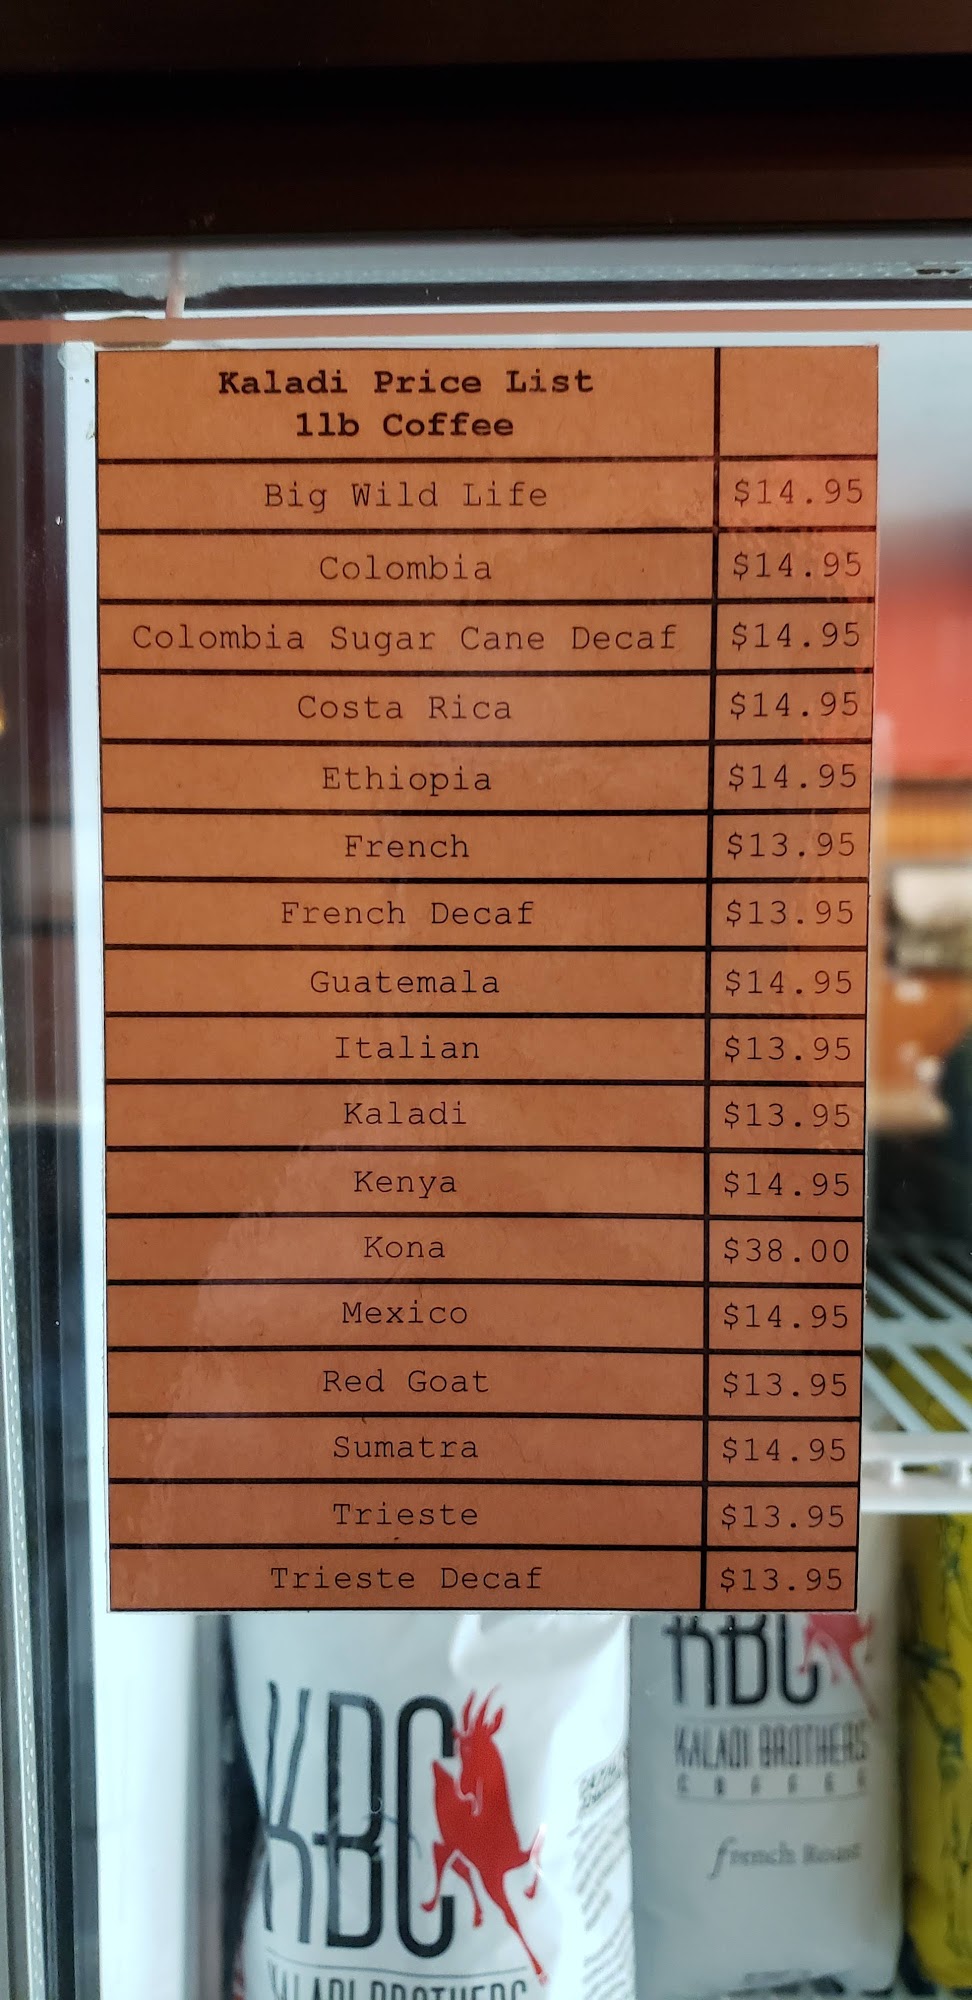 Kaladi Price List
1lb Coffee
Big Wild Life $14.95
Colombia $14.95
Colombia Sugar Cane Decaf $14.95
Costa Rica $14.95
Ethiopia $14.95
French $13.95
French Decaf $13.95
Guatemala $14.95
Italian $13.95
Kaladi $13.95
Kenya $14.95
Kona $38.00
Mexico $14.95
Red Goat $13.95
Sumatra $14.95
Trieste $13.95
Trieste Decaf $13.95
KBC
KALADI BROTHERS
COFFEE
french Roast
KBC
KALADI BROTHERS